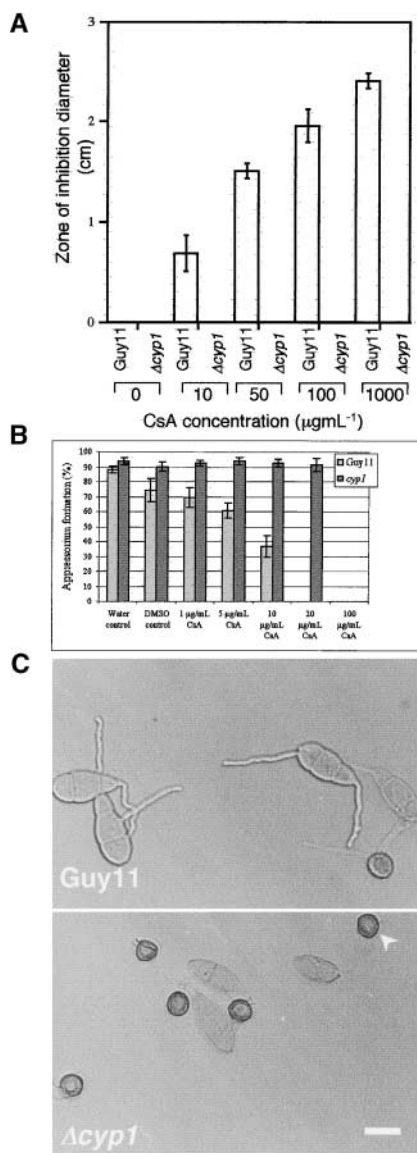 A
Zone of inhibition diameter
(cm)
3
2
1
0
Guy11
Δcyp1
Guy11
Δcyp1
Guy11
Δcyp1
Guy11
Δcyp1
Guy11
Δcyp1
0
10
50
100
1000
CsA concentration (µgmL⁻¹)
B
Appressorium formation (%)
100
90
80
70
60
50
40
30
20
10
0
Guy11
cyp1
Water
control
DMSO
control
1 µg/mL
CsA
5 µg/mL
CsA
10
µg/mL
CsA
20
µg/mL
CsA
100
µg/mL
CsA
C
Guy11
Δcyp1